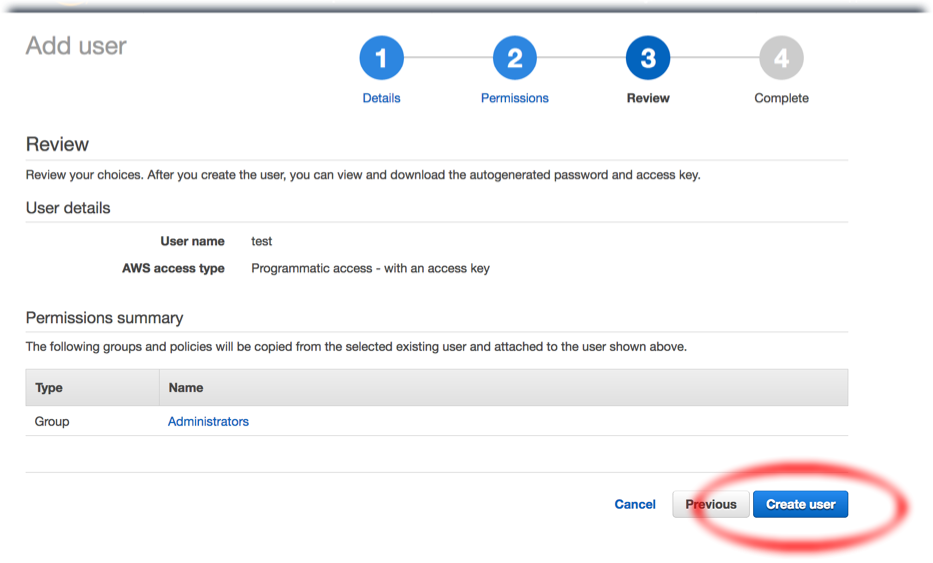 Add user
1 2 3 4
Details Permissions Review Complete
Review
Review your choices. After you create the user, you can view and download the autogenerated password and access key.
User details
User name test
AWS access type Programmatic access - with an access key
Permissions summary
The following groups and policies will be copied from the selected existing user and attached to the user shown above.
Type Name
Group Administrators
Cancel Previous Create user